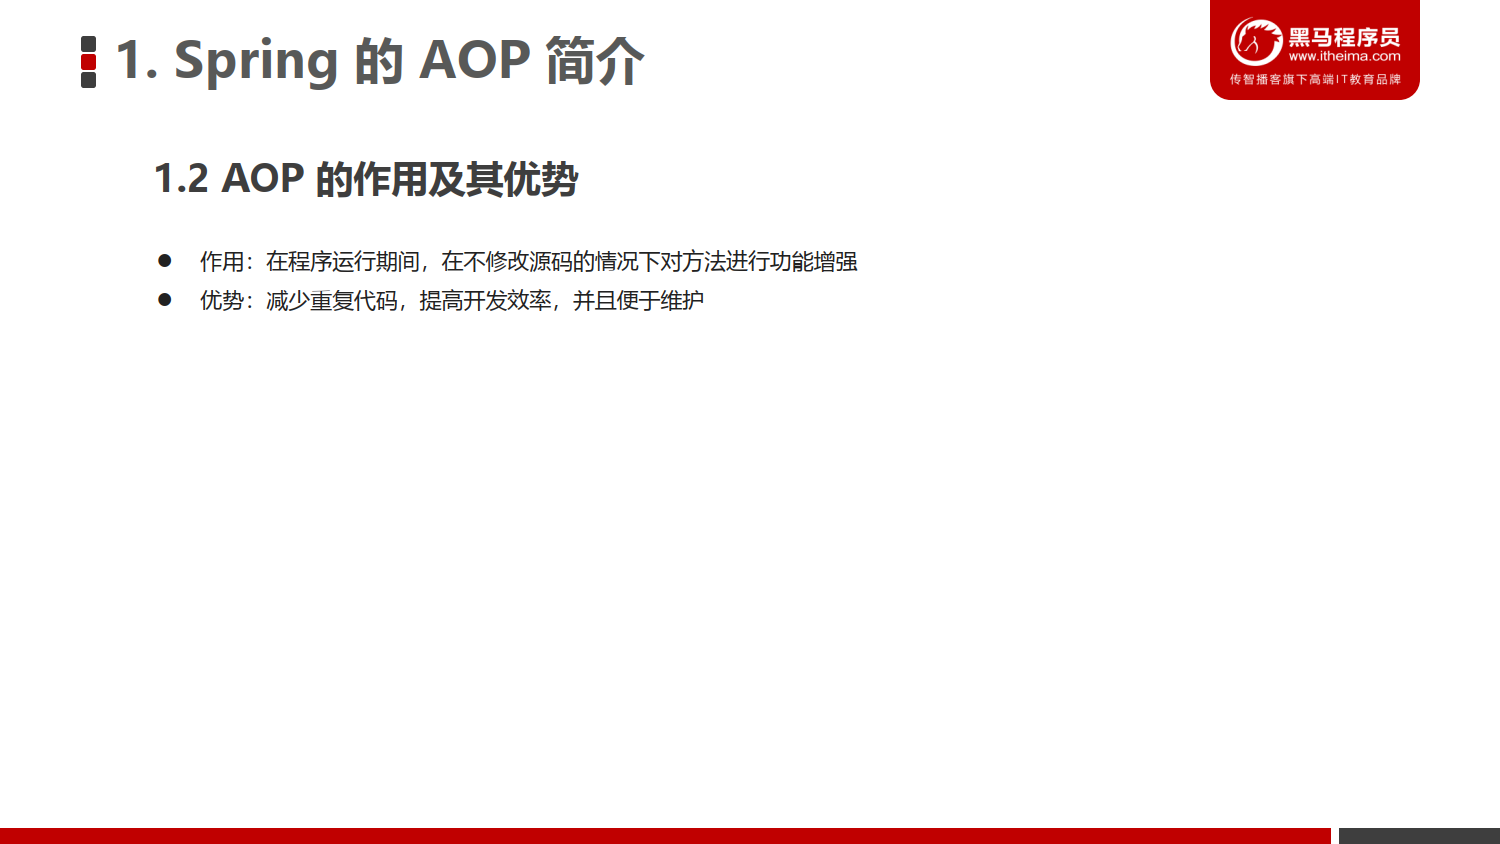 1. Spring 的 AOP 简介
黑马程序员
www.itheima.com
传智播客旗下高端IT教育品牌
1.2 AOP 的作用及其优势
● 作用：在程序运行期间，在不修改源码的情况下对方法进行功能增强
● 优势：减少重复代码，提高开发效率，并且便于维护